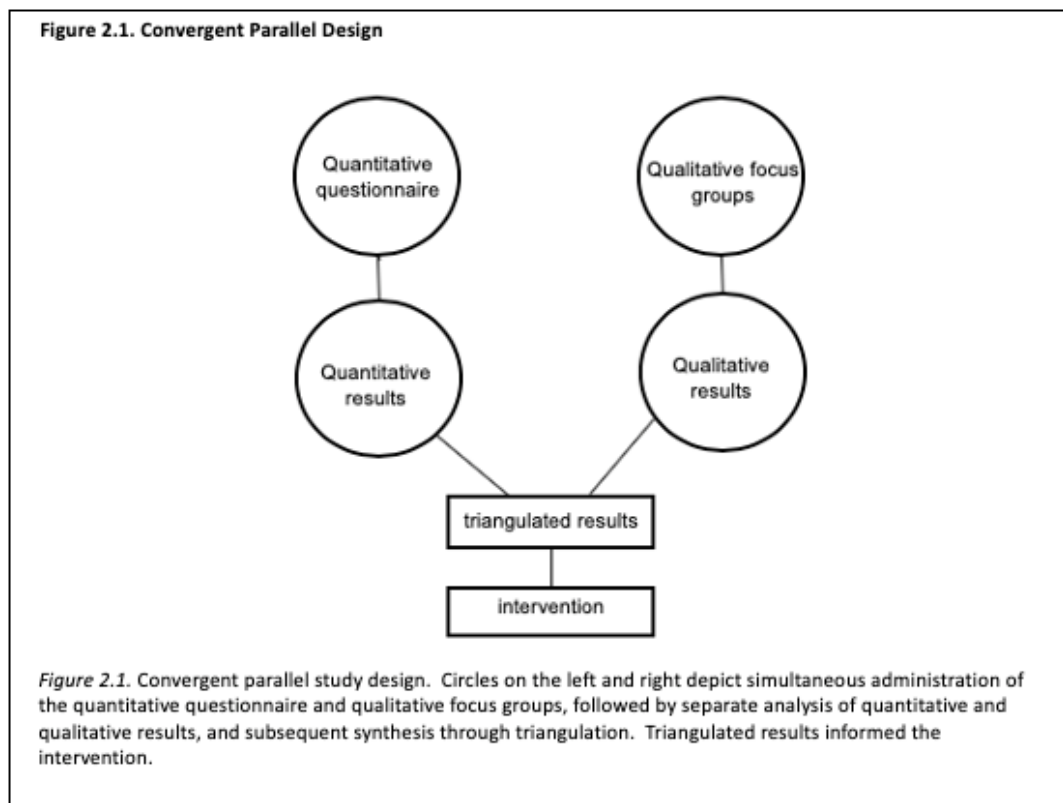 Figure 2.1. Convergent Parallel Design
Quantitative
questionnaire
Qualitative focus
groups
Quantitative
results
Qualitative
results
triangulated results
intervention
Figure 2.1. Convergent parallel study design. Circles on the left and right depict simultaneous administration of
the quantitative questionnaire and qualitative focus groups, followed by separate analysis of quantitative and
qualitative results, and subsequent synthesis through triangulation. Triangulated results informed the
intervention.